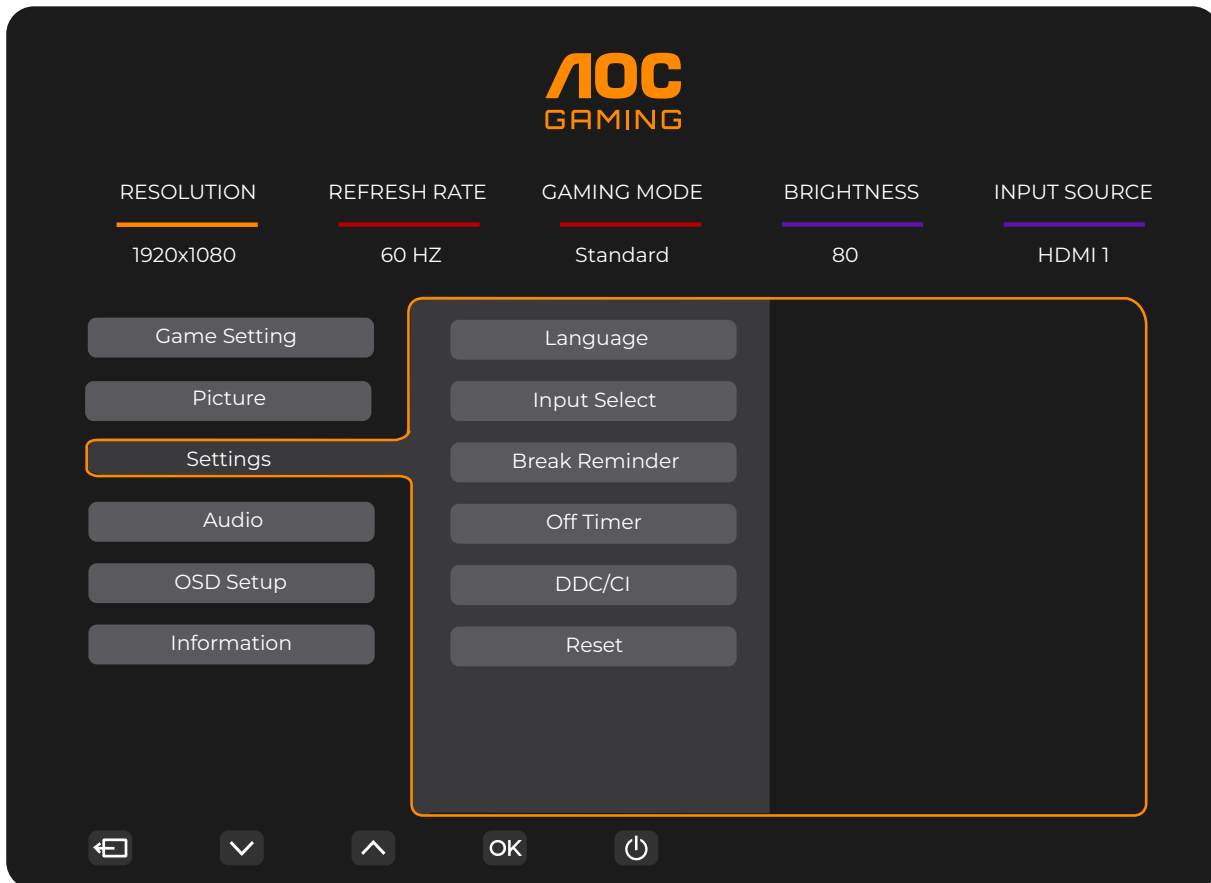 AOC
GAMING
RESOLUTION REFRESH RATE GAMING MODE BRIGHTNESS INPUT SOURCE
1920x1080 60 HZ Standard 80 HDMI 1
Game Setting
Picture
Settings
Audio
OSD Setup
Information
Language
Input Select
Break Reminder
Off Timer
DDC/CI
Reset
OK